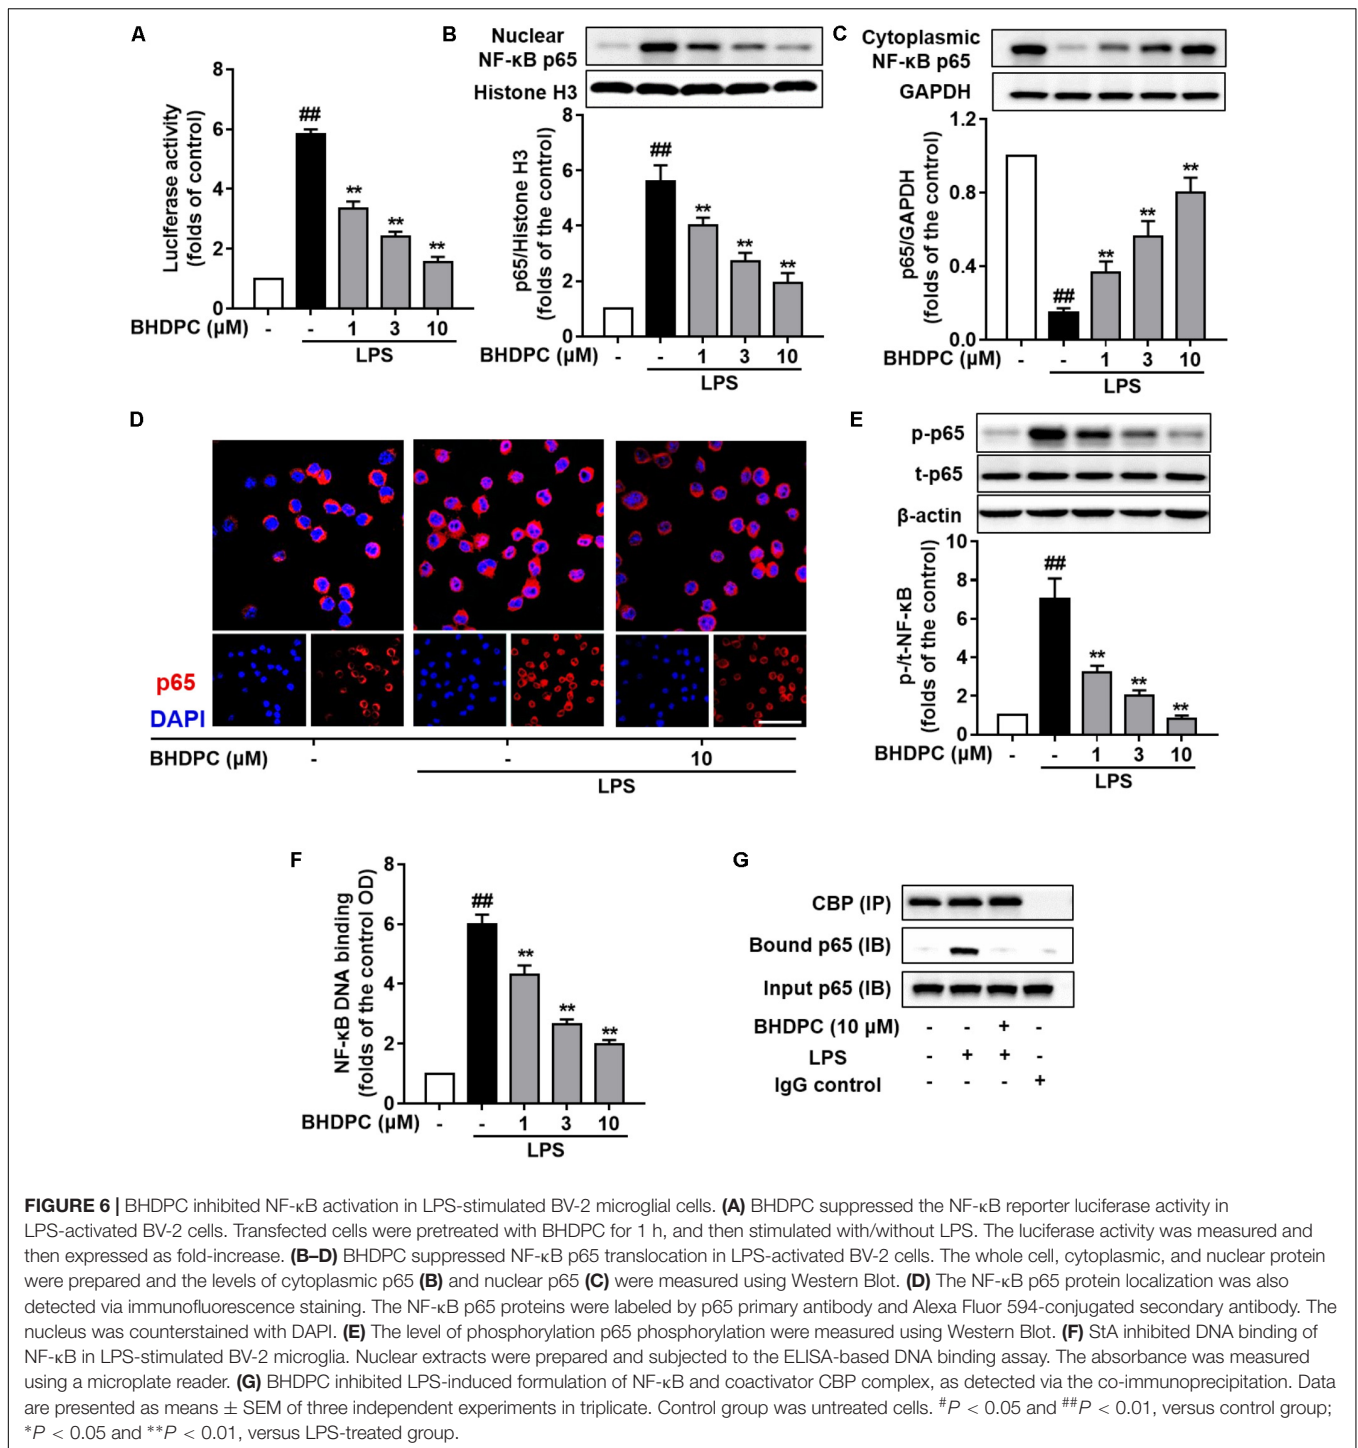 A
Luciferase activity
(folds of control)
8
6
4
2
0
##
**
**
**
BHDPC (µM)
- - 1 3 10
LPS
B
Nuclear
NF-κB p65
Histone H3
p65/Histone H3
(folds of the control)
8
6
4
2
0
##
**
**
**
BHDPC (µM)
- - 1 3 10
LPS
C
Cytoplasmic
NF-κB p65
GAPDH
p65/GAPDH
(folds of the control)
1.2
0.8
0.4
0.0
##
**
**
**
BHDPC (µM)
- - 1 3 10
LPS
D
p65
DAPI
BHDPC (µM)
- - 10
LPS
E
p-p65
t-p65
β-actin
p-/t-NF-κB
(folds of the control)
10
8
6
4
2
0
##
**
**
**
BHDPC (µM)
- - 1 3 10
LPS
F
NF-κB DNA binding
(folds of the control OD)
8
6
4
2
0
##
**
**
**
BHDPC (µM)
- - 1 3 10
LPS
G
CBP (IP)
Bound p65 (IB)
Input p65 (IB)
BHDPC (10 µM) - - + -
LPS - + + -
IgG control - - - +
FIGURE 6 | BHDPC inhibited NF-κB activation in LPS-stimulated BV-2 microglial cells. (A) BHDPC suppressed the NF-κB reporter luciferase activity in
LPS-activated BV-2 cells. Transfected cells were pretreated with BHDPC for 1 h, and then stimulated with/without LPS. The luciferase activity was measured and
then expressed as fold-increase. (B–D) BHDPC suppressed NF-κB p65 translocation in LPS-activated BV-2 cells. The whole cell, cytoplasmic, and nuclear protein
were prepared and the levels of cytoplasmic p65 (B) and nuclear p65 (C) were measured using Western Blot. (D) The NF-κB p65 protein localization was also
detected via immunofluorescence staining. The NF-κB p65 proteins were labeled by p65 primary antibody and Alexa Fluor 594-conjugated secondary antibody. The
nucleus was counterstained with DAPI. (E) The level of phosphorylation p65 phosphorylation were measured using Western Blot. (F) StA inhibited DNA binding of
NF-κB in LPS-stimulated BV-2 microglia. Nuclear extracts were prepared and subjected to the ELISA-based DNA binding assay. The absorbance was measured
using a microplate reader. (G) BHDPC inhibited LPS-induced formulation of NF-κB and coactivator CBP complex, as detected via the co-immunoprecipitation. Data
are presented as means ± SEM of three independent experiments in triplicate. Control group was untreated cells. #P < 0.05 and ##P < 0.01, versus control group;
*P < 0.05 and **P < 0.01, versus LPS-treated group.